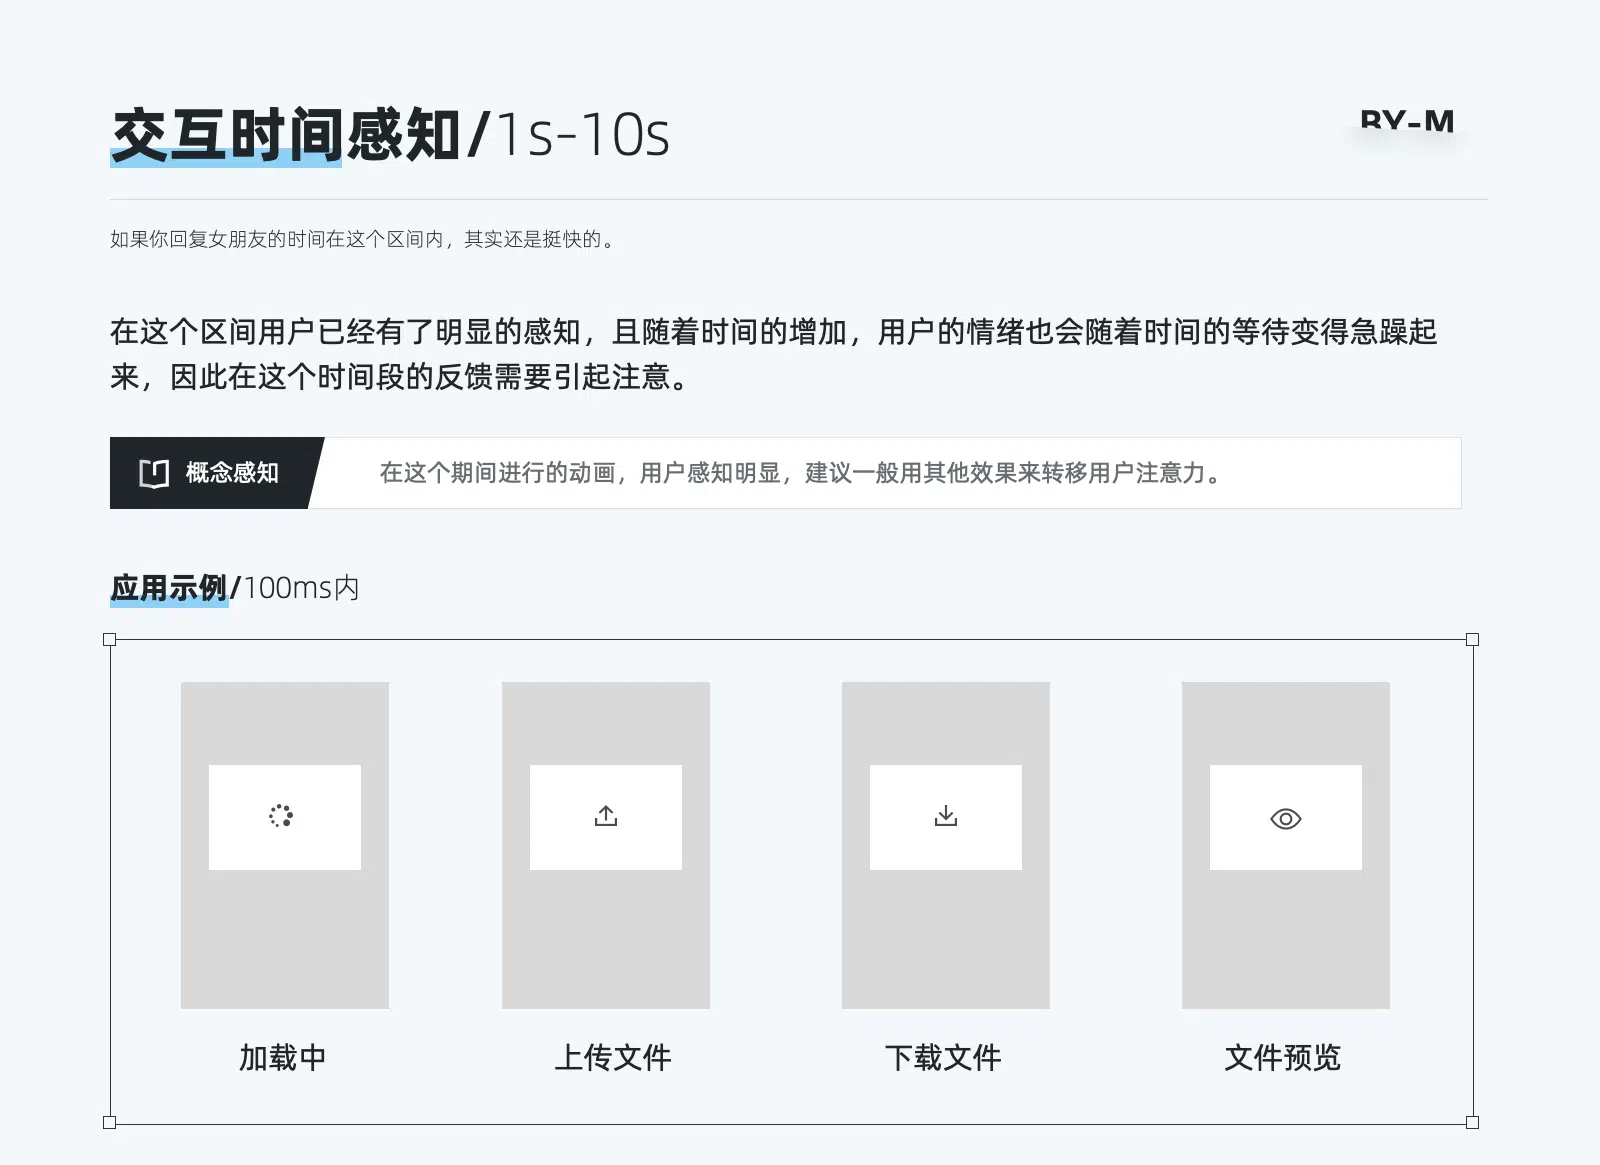 交互时间感知/1s-10s
BY-M
如果你回复女朋友的时间在这个区间内，其实还是挺快的。
在这个区间用户已经有了明显的感知，且随着时间的增加，用户的情绪也会随着时间的等待变得急躁起
来，因此在这个时间段的反馈需要引起注意。
概念感知
在这个期间进行的动画，用户感知明显，建议一般用其他效果来转移用户注意力。
应用示例/100ms内
加载中
上传文件
下载文件
文件预览